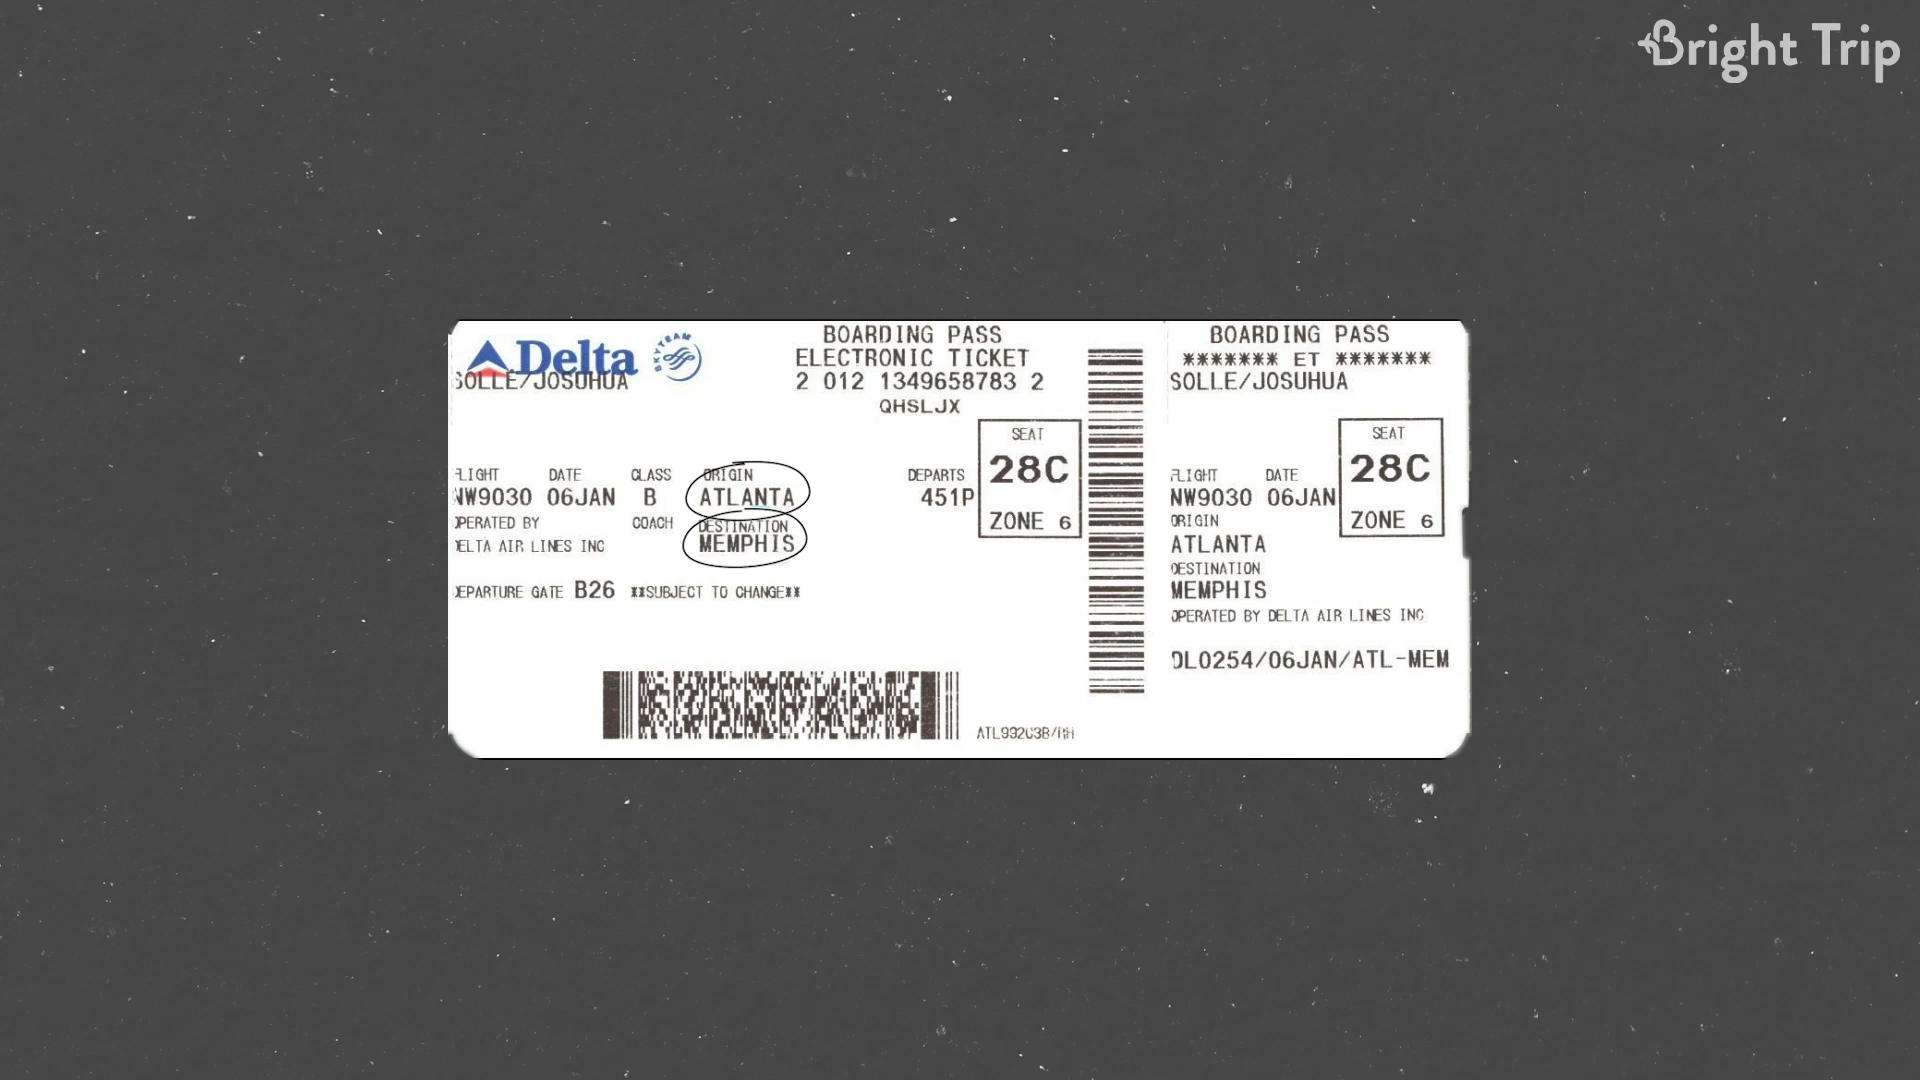 Bright Trip
Delta SKYTEAM
SOLLE/JOSUHUA
BOARDING PASS
ELECTRONIC TICKET
2 012 1349658783 2
QHSLJX
FLIGHT DATE CLASS ORIGIN DEPARTS
NW9030 06JAN B ATLANTA 451P
OPERATED BY COACH DESTINATION
DELTA AIR LINES INC MEMPHIS
DEPARTURE GATE B26 **SUBJECT TO CHANGE**
SEAT
28C
ZONE 6
BOARDING PASS
******* ET *******
SOLLE/JOSUHUA
FLIGHT DATE
NW9030 06JAN
SEAT
28C
ZONE 6
ORIGIN
ATLANTA
DESTINATION
MEMPHIS
OPERATED BY DELTA AIR LINES INC
DL0254/06JAN/ATL-MEM